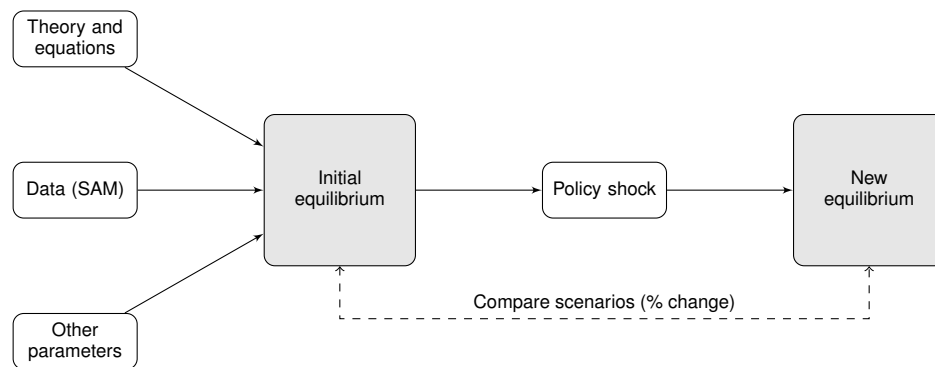 Theory and
equations
Data (SAM)
Other
parameters
Initial
equilibrium
Policy shock
New
equilibrium
Compare scenarios (% change)